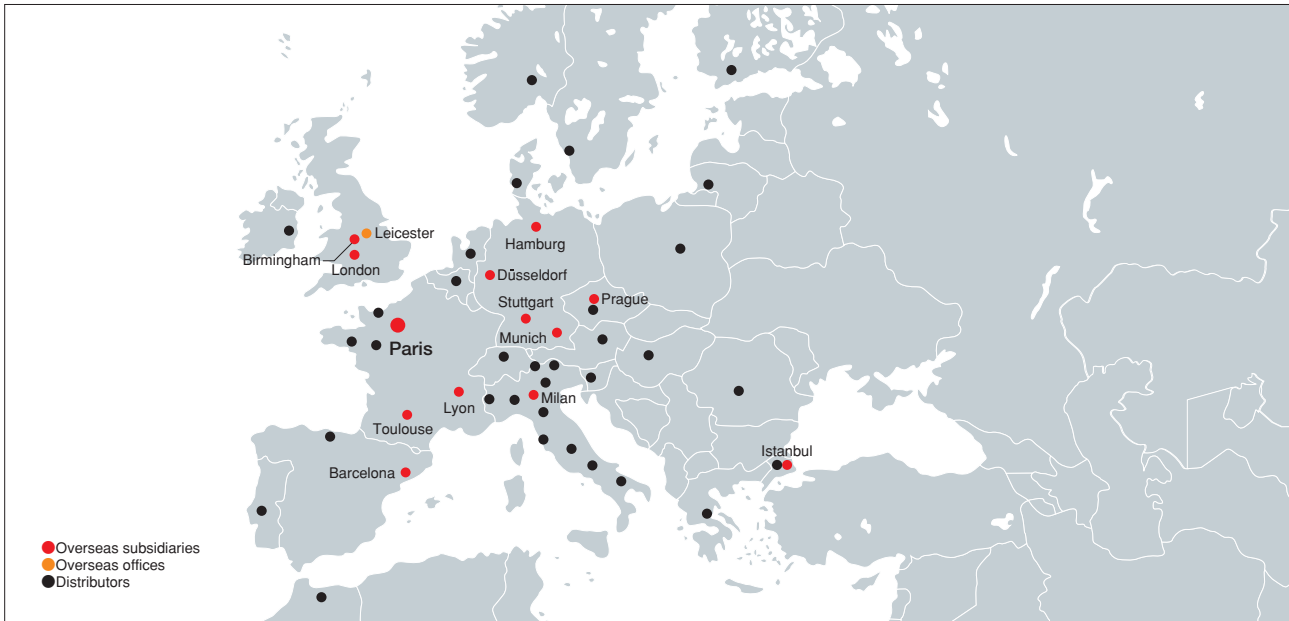 Leicester
Birmingham
London
Hamburg
Düsseldorf
Stuttgart
Prague
Munich
Paris
Lyon
Milan
Toulouse
Barcelona
Istanbul
Overseas subsidiaries
Overseas offices
Distributors